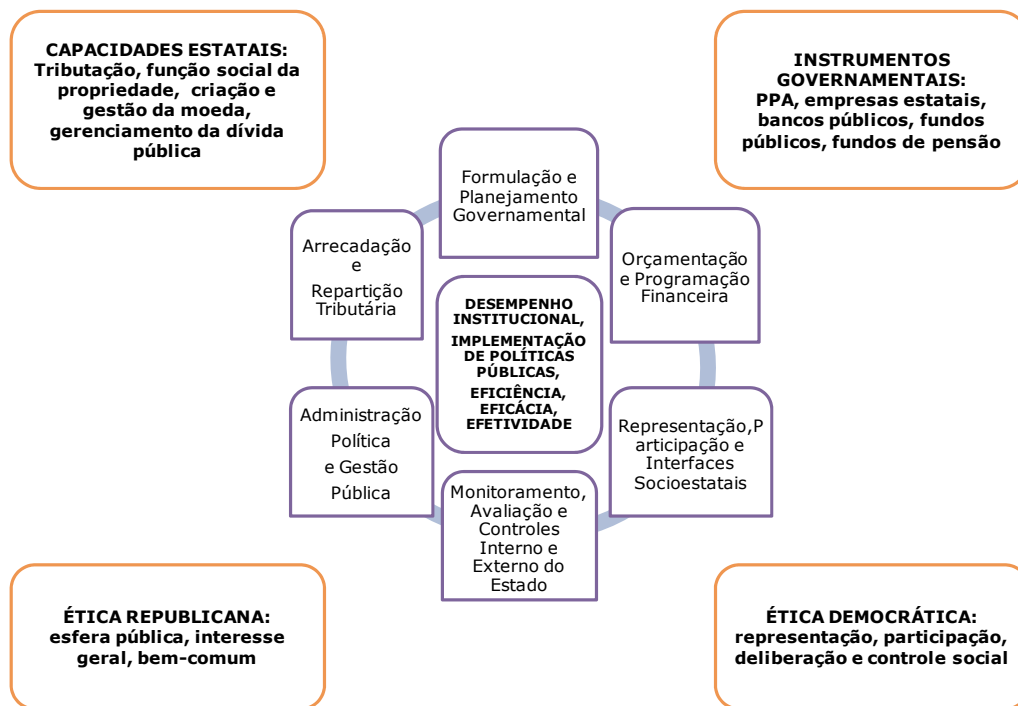 CAPACIDADES ESTATAIS:
Tributação, função social da
propriedade, criação e
gestão da moeda,
gerenciamento da dívida
pública
INSTRUMENTOS
GOVERNAMENTAIS:
PPA, empresas estatais,
bancos públicos, fundos
públicos, fundos de pensão
Formulação e
Planejamento
Governamental
Arrecadação
e
Repartição
Tributária
Orçamentação
e Programação
Financeira
DESEMPENHO
INSTITUCIONAL,
IMPLEMENTAÇÃO
DE POLÍTICAS
PÚBLICAS,
EFICIÊNCIA,
EFICÁCIA,
EFETIVIDADE
Administração
Política
e Gestão
Pública
Representação,P
articipação e
Interfaces
Socioestatais
Monitoramento,
Avaliação e
Controles
Interno e
Externo do
Estado
ÉTICA REPUBLICANA:
esfera pública, interesse
geral, bem-comum
ÉTICA DEMOCRÁTICA:
representação, participação,
deliberação e controle social